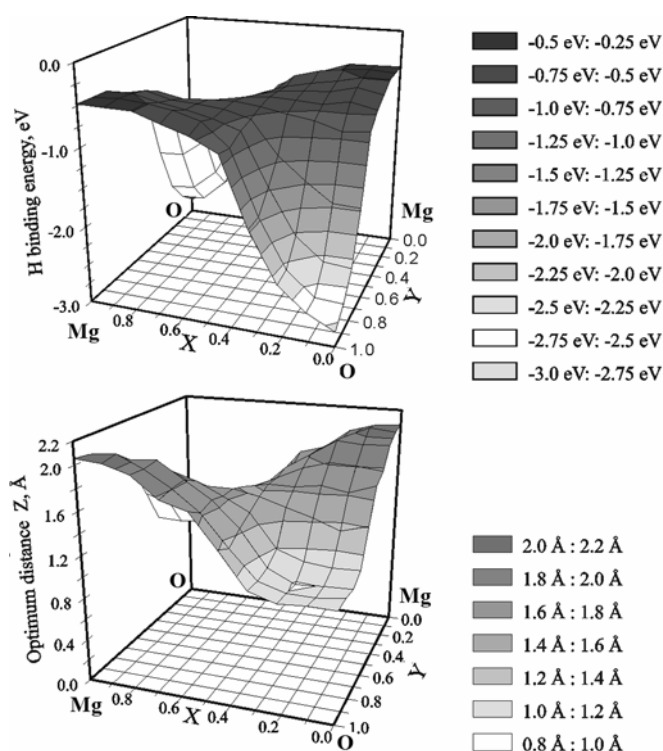 0.0
-1.0
-2.0
-3.0
H binding energy, eV
O
Mg
Mg
0.8
0.6
0.4
0.2
0.0
X
O
0.0
0.2
0.4
0.6
0.8
1.0
Y
-0.5 eV: -0.25 eV
-0.75 eV: -0.5 eV
-1.0 eV: -0.75 eV
-1.25 eV: -1.0 eV
-1.5 eV: -1.25 eV
-1.75 eV: -1.5 eV
-2.0 eV: -1.75 eV
-2.25 eV: -2.0 eV
-2.5 eV: -2.25 eV
-2.75 eV: -2.5 eV
-3.0 eV: -2.75 eV
2.2
2.0
1.6
1.2
0.8
0.4
0.0
Optimum distance Z, Å
O
Mg
Mg
0.8
0.6
0.4
0.2
0.0
X
O
0.0
0.2
0.4
0.6
0.8
1.0
Y
2.0 Å : 2.2 Å
1.8 Å : 2.0 Å
1.6 Å : 1.8 Å
1.4 Å : 1.6 Å
1.2 Å : 1.4 Å
1.0 Å : 1.2 Å
0.8 Å : 1.0 Å